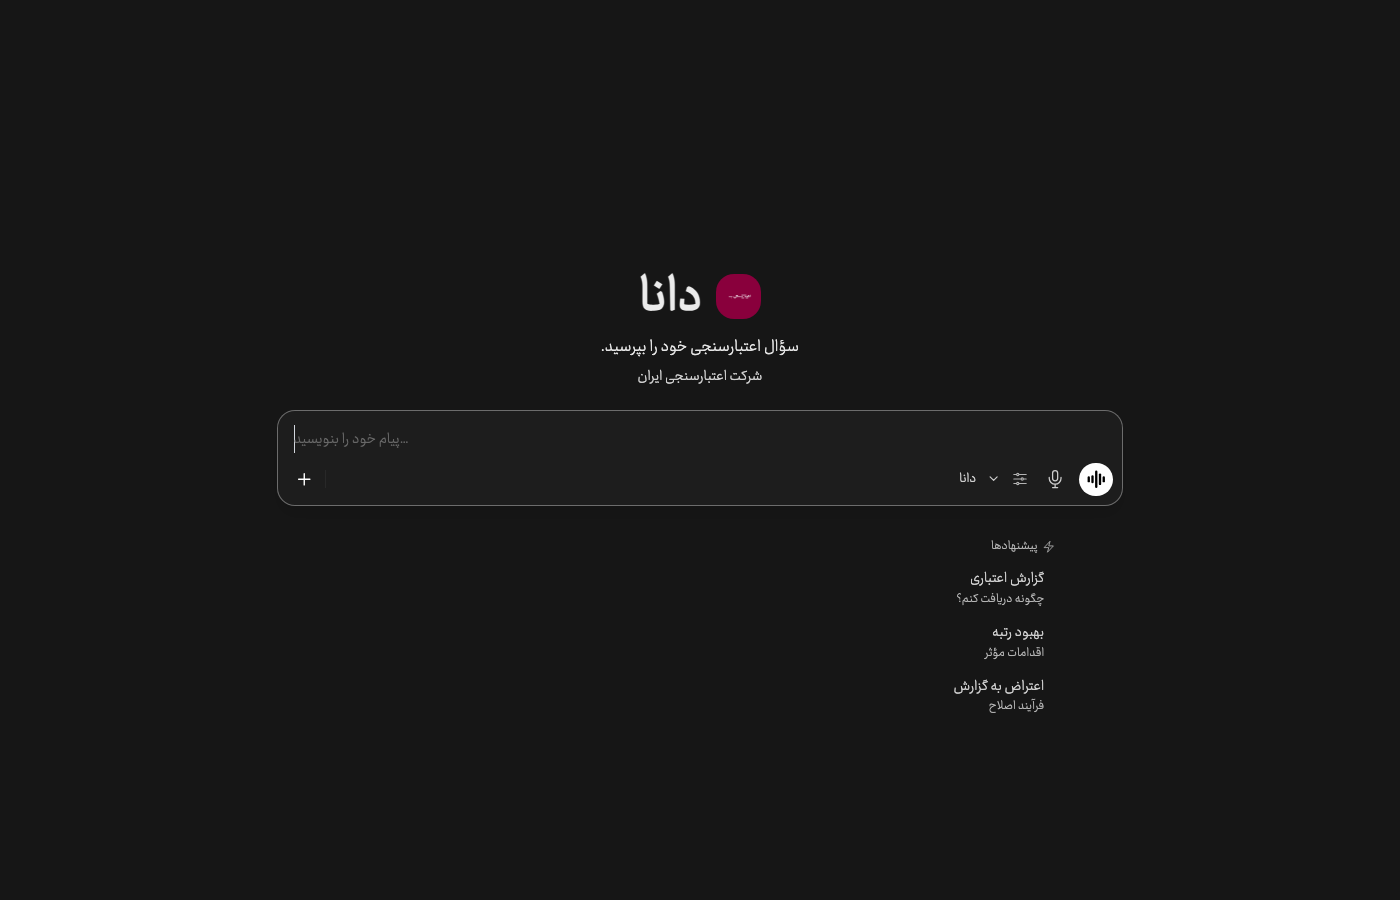 دانا
سؤال اعتبارسنجی خود را بپرسید.
شرکت اعتبارسنجی ایران
پیام خود را بنویسید...
دانا
پیشنهادها
گزارش اعتباری
چگونه دریافت کنم؟
بهبود رتبه
اقدامات مؤثر
اعتراض به گزارش
فرآیند اصلاح